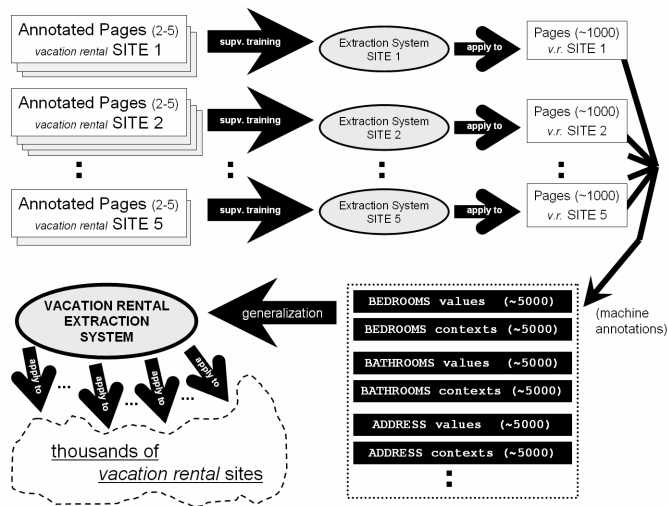 Annotated Pages (2-5)
vacation rental SITE 1
supv. training
Extraction System
SITE 1
apply to
Pages (~1000)
v.r. SITE 1
Annotated Pages (2-5)
vacation rental SITE 2
supv. training
Extraction System
SITE 2
apply to
Pages (~1000)
v.r. SITE 2
:
:
:
:
Annotated Pages (2-5)
vacation rental SITE 5
supv. training
Extraction System
SITE 5
apply to
Pages (~1000)
v.r. SITE 5
(machine
annotations)
BEDROOMS values (~5000)
BEDROOMS contexts (~5000)
BATHROOMS values (~5000)
BATHROOMS contexts (~5000)
ADDRESS values (~5000)
ADDRESS contexts (~5000)
:
generalization
VACATION RENTAL
EXTRACTION
SYSTEM
apply to
...
apply to
...
apply to
...
apply to
thousands of
vacation rental sites